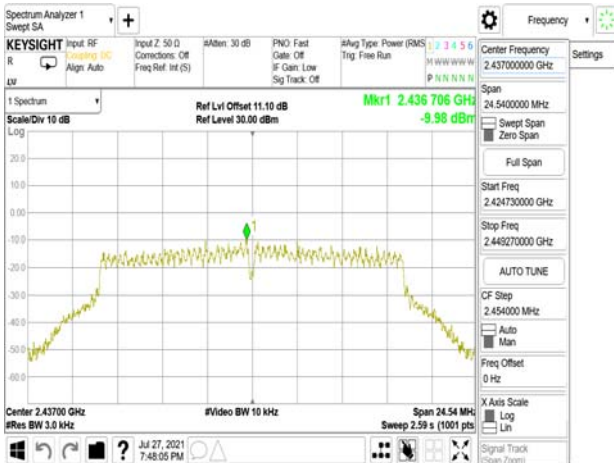 Spectrum Analyzer 1
Swept SA
Frequency
Settings
KEYSIGHT
R
Input: RF
Coupling: DC
Align: Auto
Input Z: 50 Ω
Corrections: Off
Freq Ref: Int (S)
#Atten: 30 dB
PNO: Fast
Gate: Off
IF Gain: Low
Sig Track: Off
#Avg Type: Power (RMS
Trig: Free Run
1 2 3 4 5 6
M W W W W W
P N N N N N
1 Spectrum
Scale/Div 10 dB
Log
Ref Lvl Offset 11.10 dB
Ref Level 30.00 dBm
Mkr1 2.436 706 GHz
-9.98 dBm
20.0
10.0
0.00
-10.0
-20.0
-30.0
-40.0
-50.0
-60.0
1
Center 2.43700 GHz
#Res BW 3.0 kHz
#Video BW 10 kHz
Span 24.54 MHz
Sweep 2.59 s (1001 pts)
Jul 27, 2021
7:48:05 PM
Center Frequency
2.437000000 GHz
Span
24.5400000 MHz
Swept Span
Zero Span
Full Span
Start Freq
2.424730000 GHz
Stop Freq
2.449270000 GHz
AUTO TUNE
CF Step
2.454000 MHz
Auto
Man
Freq Offset
0 Hz
X Axis Scale
Log
Lin
Signal Track
(Span Zoom)